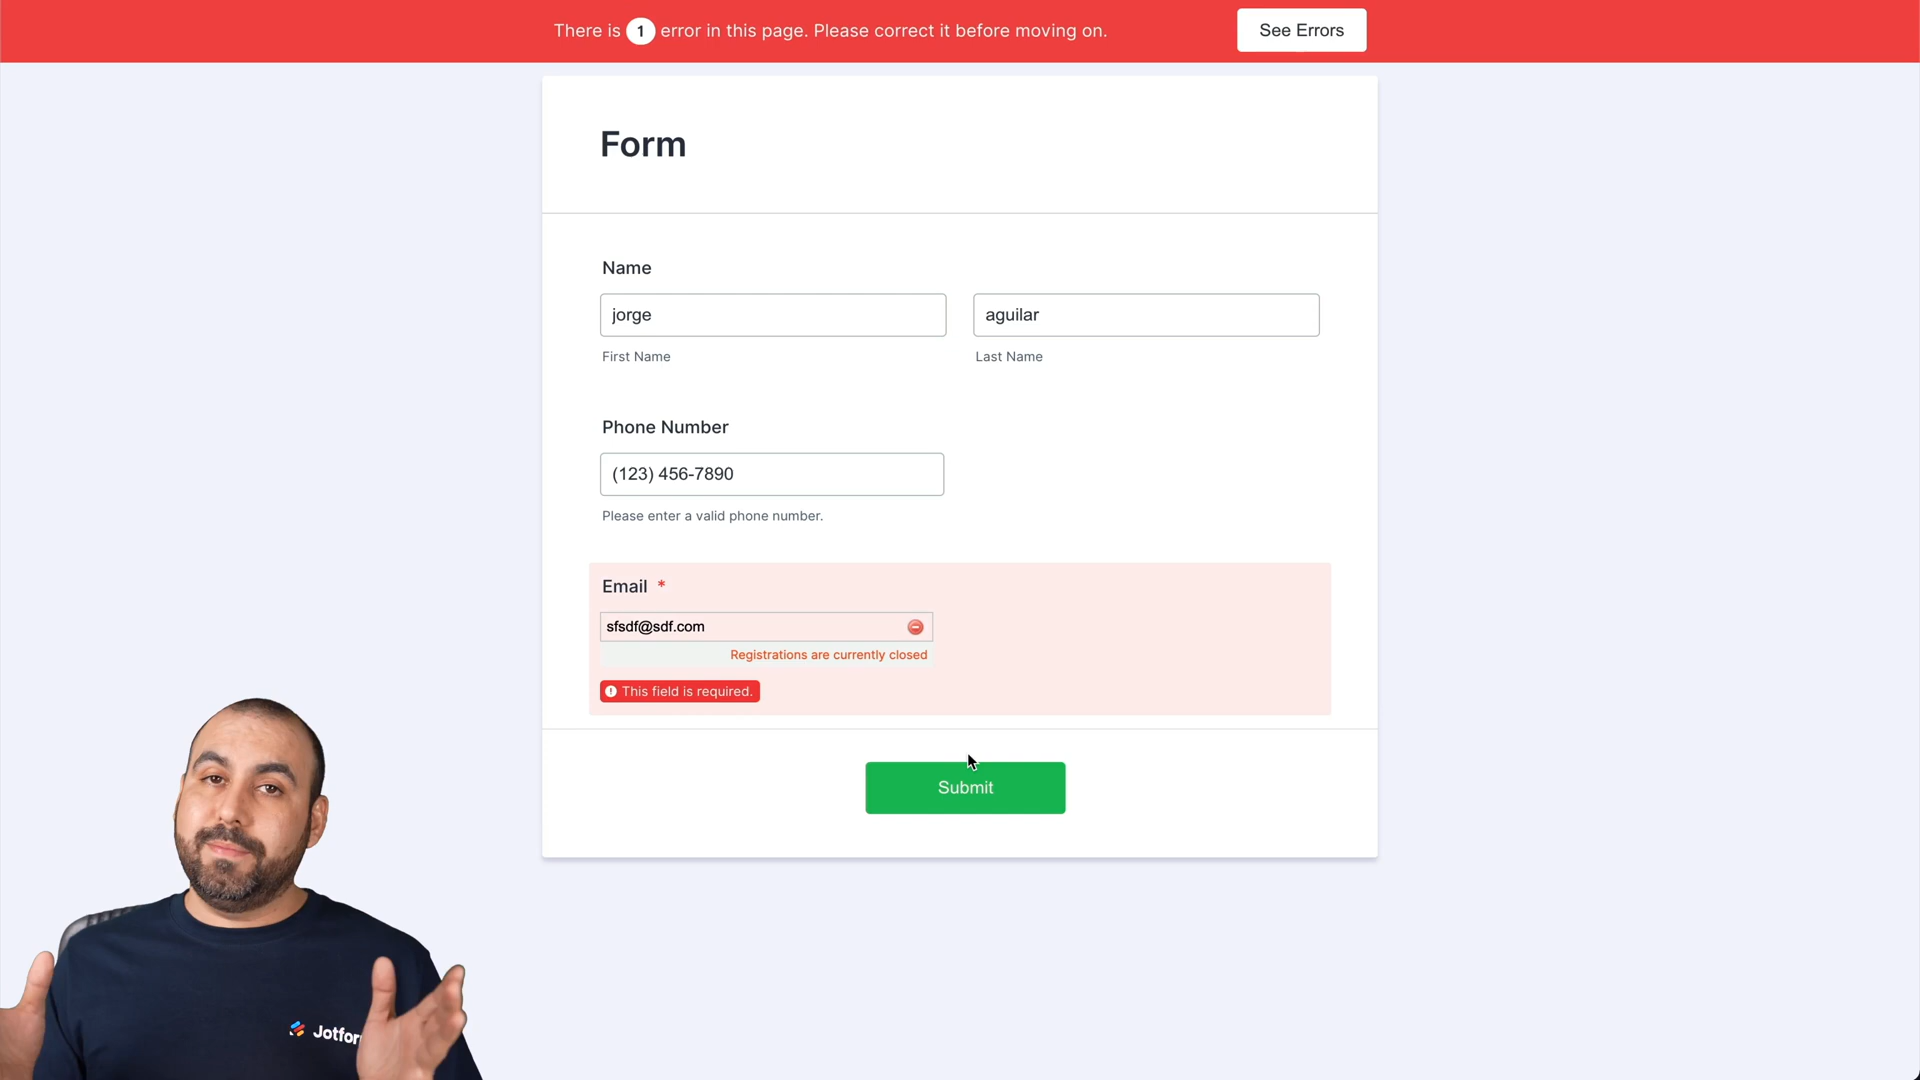 There is 1 error in this page. Please correct it before moving on.
See Errors
Form
Name
jorge
aguilar
First Name
Last Name
Phone Number
(123) 456-7890
Please enter a valid phone number.
Email *
sfsdf@sdf.com
Registrations are currently closed
This field is required.
Submit
Jotfor